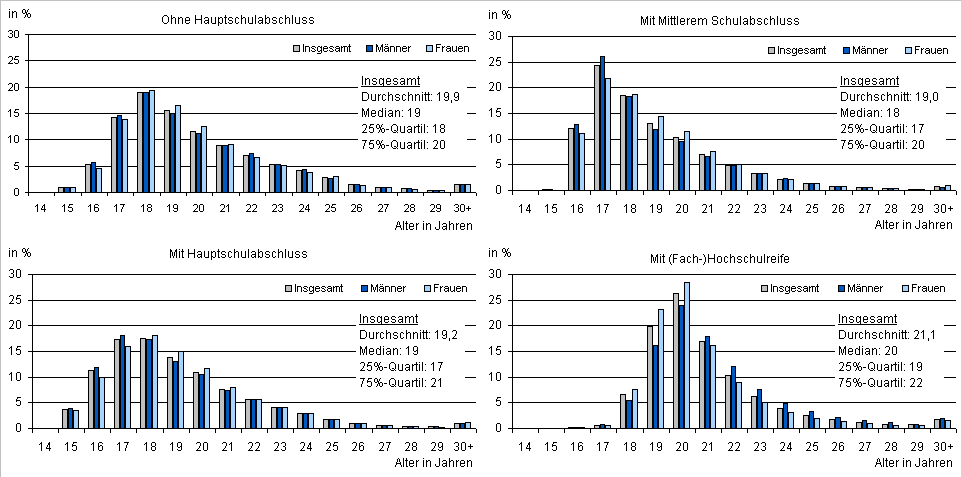 in %
Ohne Hauptschulabschluss
Insgesamt Männer Frauen
30
25
20
15
10
5
0
Insgesamt
Durchschnitt: 19,9
Median: 19
25%-Quartil: 18
75%-Quartil: 20
14 15 16 17 18 19 20 21 22 23 24 25 26 27 28 29 30+
Alter in Jahren
in %
Mit Mittlerem Schulabschluss
Insgesamt Männer Frauen
30
25
20
15
10
5
0
Insgesamt
Durchschnitt: 19,0
Median: 18
25%-Quartil: 17
75%-Quartil: 20
14 15 16 17 18 19 20 21 22 23 24 25 26 27 28 29 30+
Alter in Jahren
in %
Mit Hauptschulabschluss
Insgesamt Männer Frauen
30
25
20
15
10
5
0
Insgesamt
Durchschnitt: 19,2
Median: 19
25%-Quartil: 17
75%-Quartil: 21
14 15 16 17 18 19 20 21 22 23 24 25 26 27 28 29 30+
Alter in Jahren
in %
Mit (Fach-)Hochschulreife
Insgesamt Männer Frauen
30
25
20
15
10
5
0
Insgesamt
Durchschnitt: 21,1
Median: 20
25%-Quartil: 19
75%-Quartil: 22
14 15 16 17 18 19 20 21 22 23 24 25 26 27 28 29 30+
Alter in Jahren